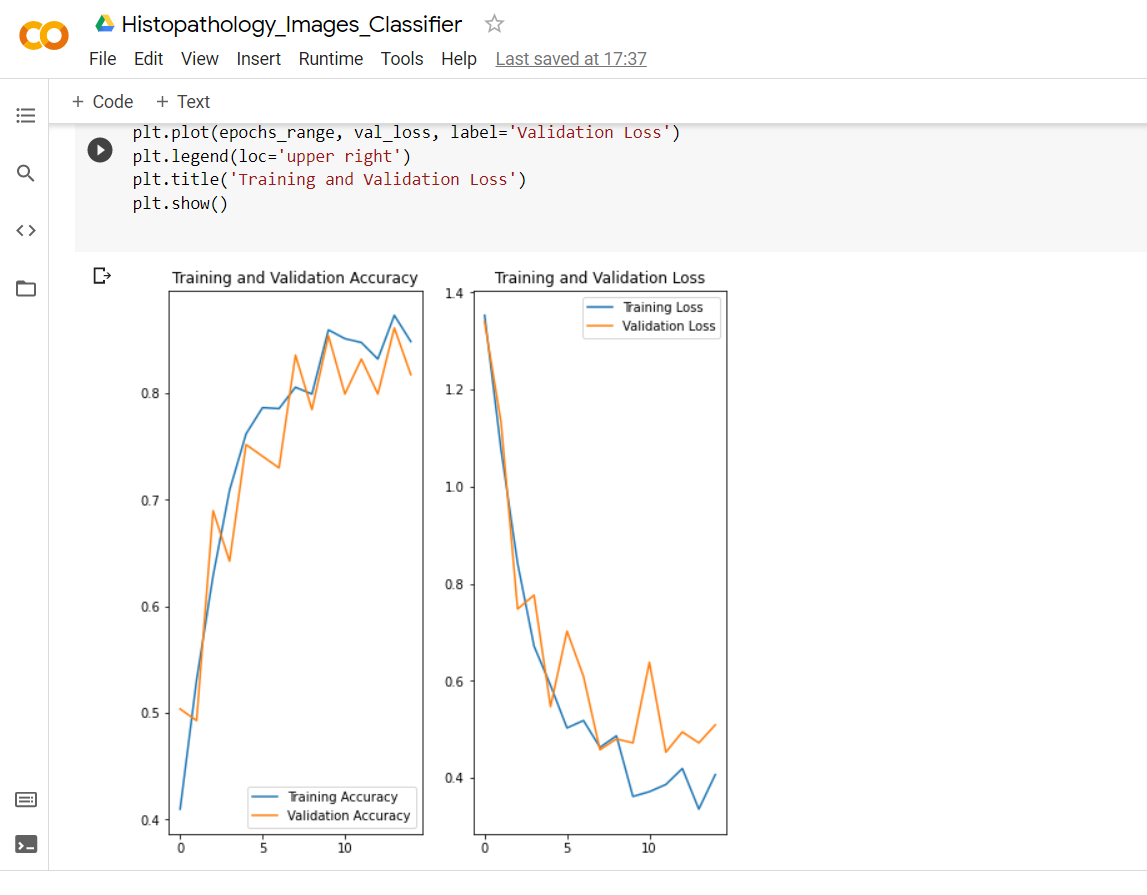 Histopathology_Images_Classifier
File Edit View Insert Runtime Tools Help Last saved at 17:37
+ Code + Text
plt.plot(epochs_range, val_loss, label='Validation Loss')
plt.legend(loc='upper right')
plt.title('Training and Validation Loss')
plt.show()
Training and Validation Accuracy
0.8
0.7
0.6
0.5
0.4
0 5 10
Training Accuracy
Validation Accuracy
Training and Validation Loss
1.4
1.2
1.0
0.8
0.6
0.4
0 5 10
Training Loss
Validation Loss